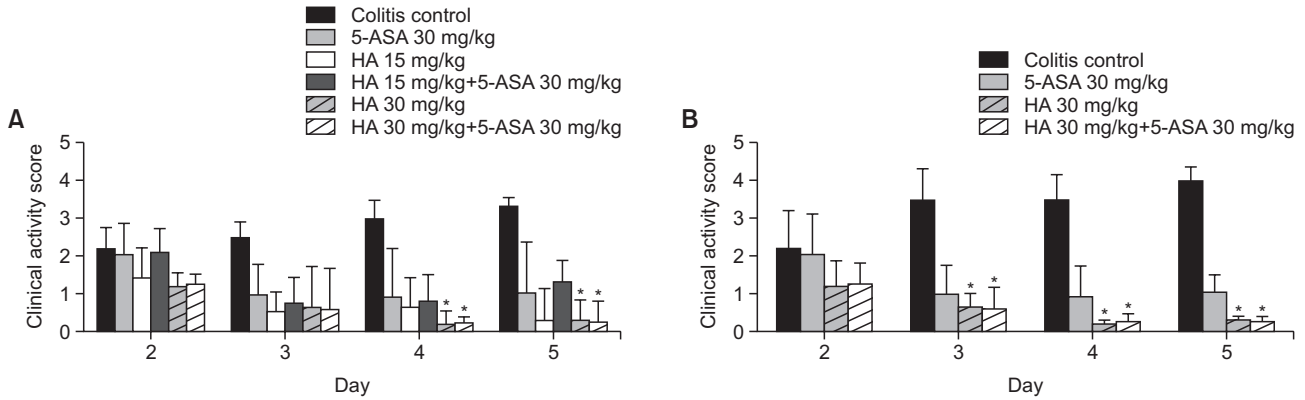 Colitis control
5-ASA 30 mg/kg
HA 15 mg/kg
HA 15 mg/kg+5-ASA 30 mg/kg
HA 30 mg/kg
HA 30 mg/kg+5-ASA 30 mg/kg
A
Clinical activity score
5
4
3
2
1
0
* * * *
2 3 4 5
Day
Colitis control
5-ASA 30 mg/kg
HA 30 mg/kg
HA 30 mg/kg+5-ASA 30 mg/kg
B
Clinical activity score
5
4
3
2
1
0
* * * * * *
2 3 4 5
Day